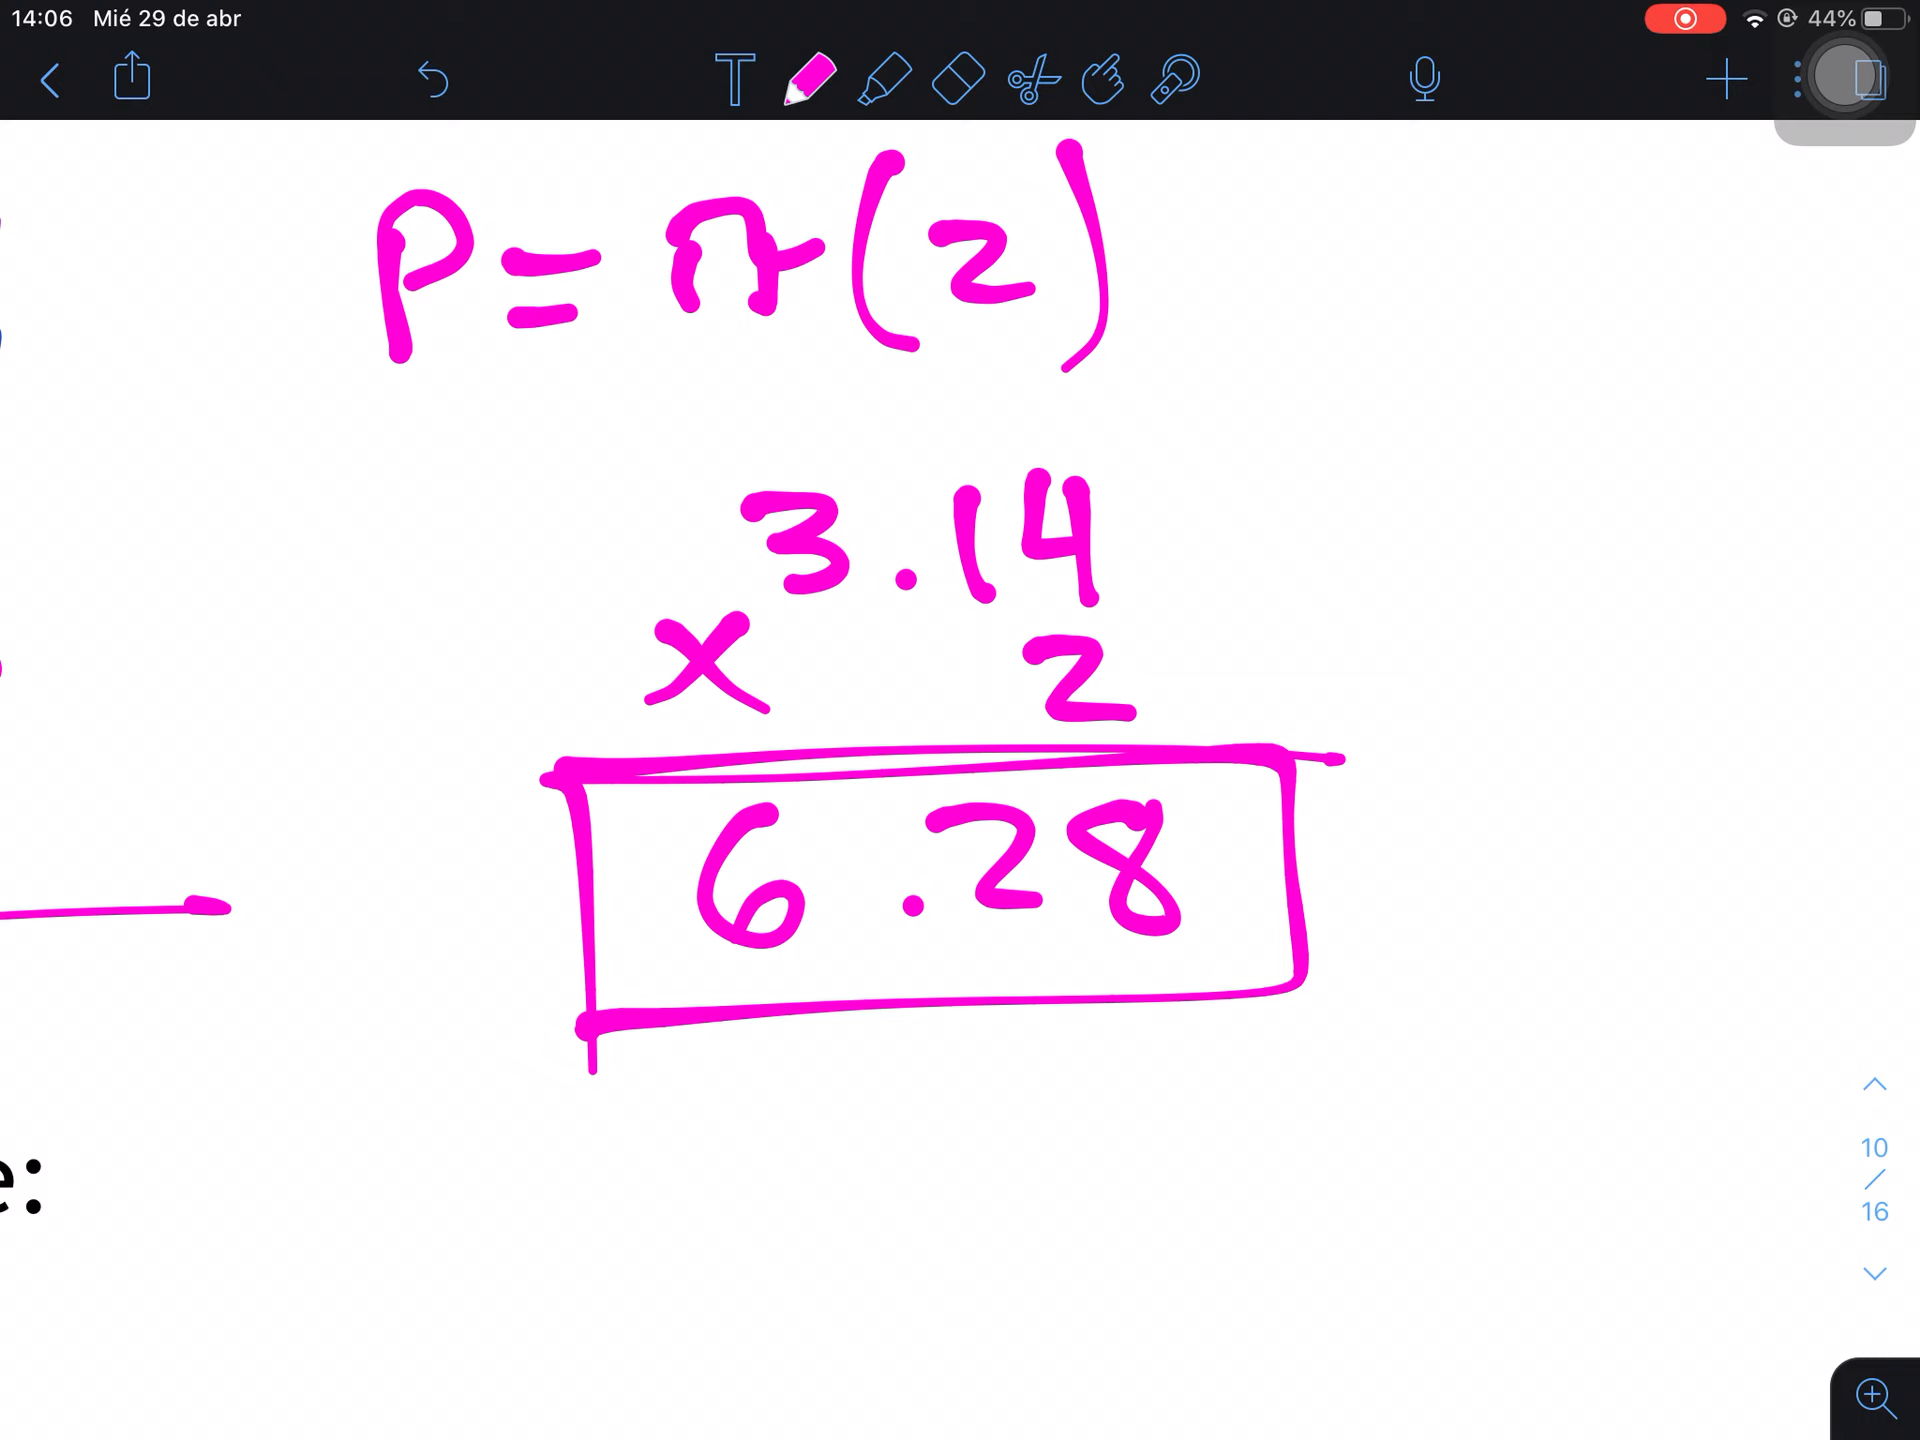 14:06 Mié 29 de abr 44%
P = π(2)
3.14
x 2
6.28
e:
10
/
16